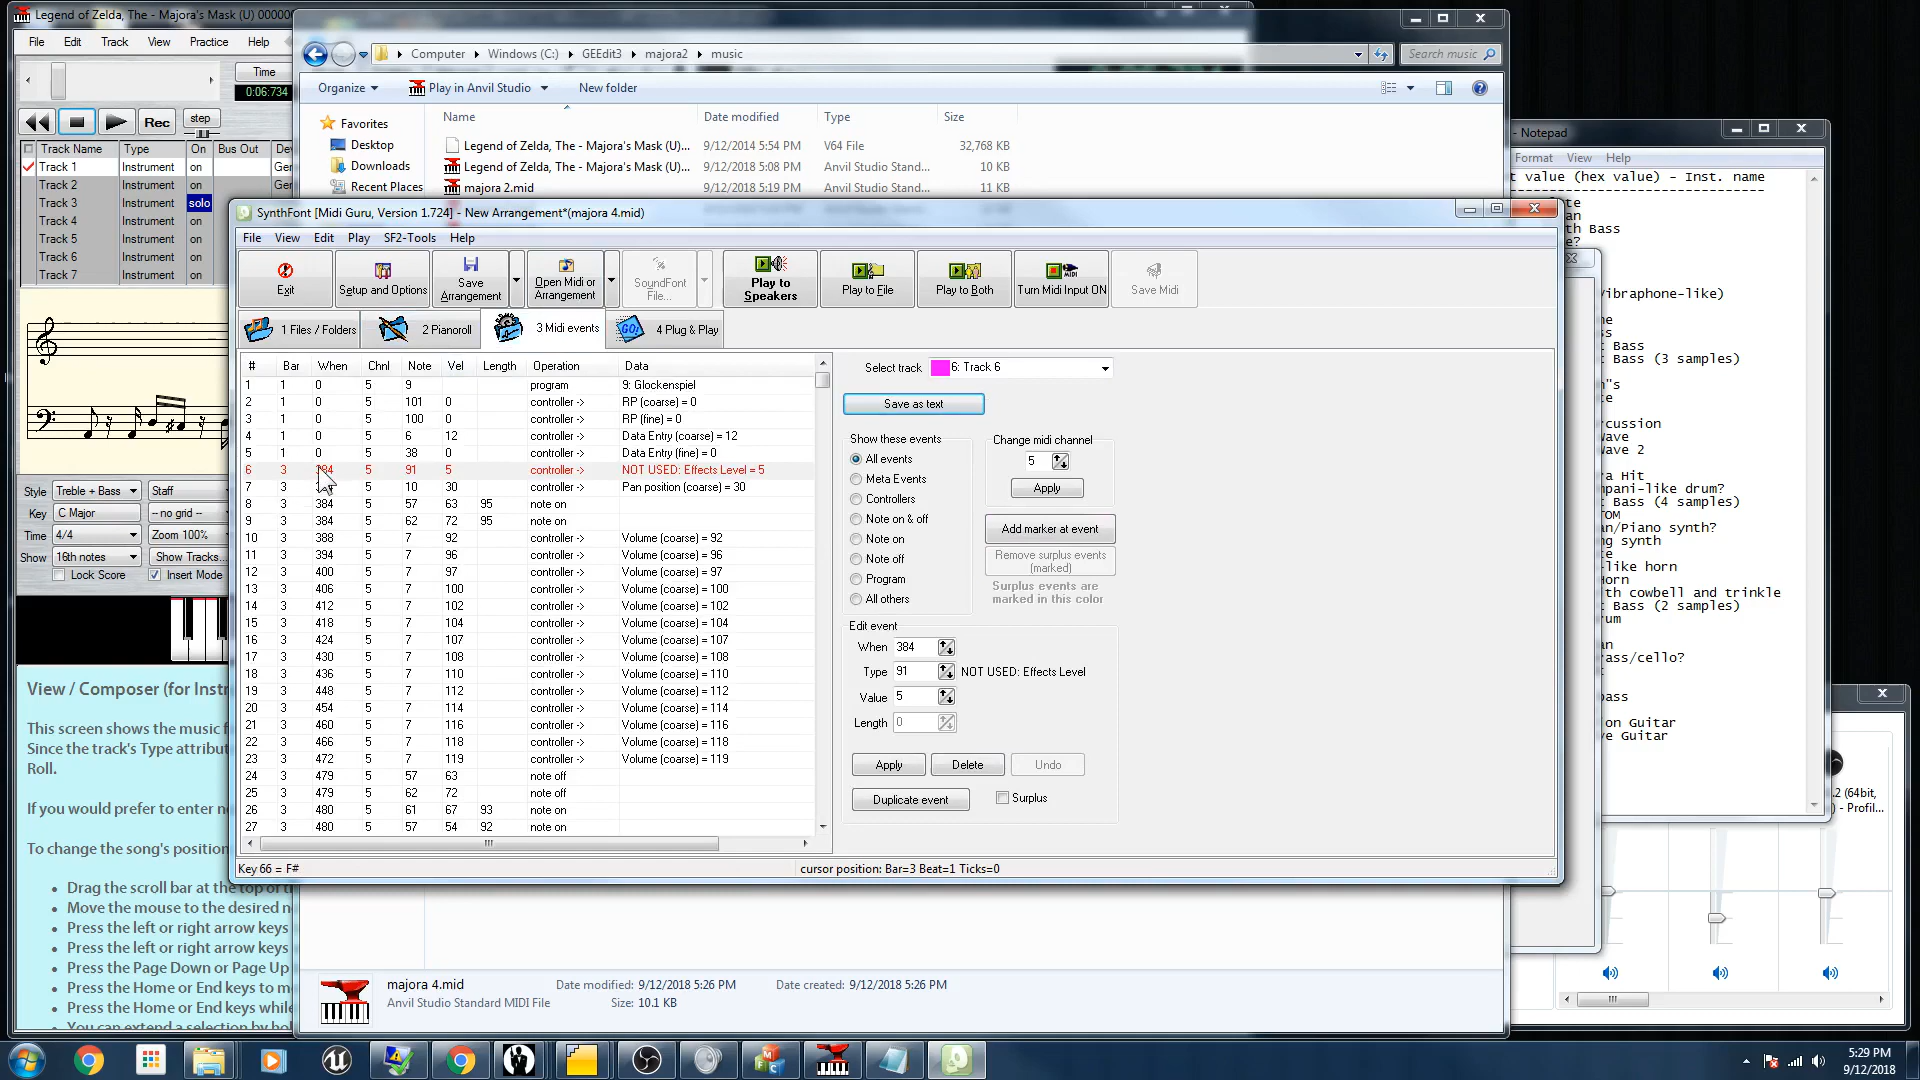 Legend of Zelda, The - Majora's Mask (U) 000000
File Edit Track View Practice Help
Time
0:06:734
Rec
step
Track Name Type On Bus Out
Track 1 Instrument on
Track 2 Instrument on
Track 3 Instrument solo
Track 4 Instrument on
Track 5 Instrument on
Track 6 Instrument on
Track 7 Instrument on
Style Treble + Bass Staff
Key C Major -- no grid --
Time 4/4 Zoom 100%
Show 16th notes Show Tracks...
Lock Score Insert Mode
View / Composer (for Instr
This screen shows the music f
Since the track's Type attribut
Roll.
If you would prefer to enter n
To change the song's position
Drag the scroll bar at the top of t
Move the mouse to the desired n
Press the left or right arrow keys
Press the left or right arrow keys
Press the Page Down or Page Up
Press the Home or End keys to m
Press the Home or End keys while
You can extend a selection by hol
Computer Windows (C:) GEEdit3 majora2 music
Search music
Organize Play in Anvil Studio New folder
Favorites
Desktop
Downloads
Recent Places
Name Date modified Type Size
Legend of Zelda, The - Majora's Mask (U)... 9/12/2014 5:54 PM V64 File 32,768 KB
Legend of Zelda, The - Majora's Mask (U)... 9/12/2018 5:29 PM Anvil Studio Stand... 10 KB
majora 2.mid 9/12/2018 5:19 PM Anvil Studio Stand... 11 KB
SynthFont [Midi Guru, Version 1.724] - New Arrangement*(majora 4.mid)
File View Edit Play SF2-Tools Help
Exit
Setup and Options
Save Arrangement
Open Midi or Arrangement
SoundFont File...
Play to Speakers
Play to File
Play to Both
Turn Midi Input ON
Save Midi
1 Files / Folders
2 Pianoroll
3 Midi events
4 Plug & Play
# Bar When Chnl Note Vel Length Operation Data
1 1 0 5 9 program 9: Glockenspiel
2 1 0 5 101 0 controller -> RP (coarse) = 0
3 1 0 5 100 0 controller -> RP (fine) = 0
4 1 0 5 6 12 controller -> Data Entry (coarse) = 12
5 1 0 5 38 0 controller -> Data Entry (fine) = 0
6 3 384 5 91 5 controller -> NOT USED: Effects Level = 5
7 3 5 10 30 controller -> Pan position (coarse) = 30
8 3 384 5 57 63 95 note on
9 3 384 5 62 72 95 note on
10 3 388 5 7 92 controller -> Volume (coarse) = 92
11 3 394 5 7 96 controller -> Volume (coarse) = 96
12 3 400 5 7 97 controller -> Volume (coarse) = 97
13 3 406 5 7 100 controller -> Volume (coarse) = 100
14 3 412 5 7 102 controller -> Volume (coarse) = 102
15 3 418 5 7 104 controller -> Volume (coarse) = 104
16 3 424 5 7 107 controller -> Volume (coarse) = 107
17 3 430 5 7 108 controller -> Volume (coarse) = 108
18 3 436 5 7 110 controller -> Volume (coarse) = 110
19 3 448 5 7 112 controller -> Volume (coarse) = 112
20 3 454 5 7 114 controller -> Volume (coarse) = 114
21 3 460 5 7 116 controller -> Volume (coarse) = 116
22 3 466 5 7 118 controller -> Volume (coarse) = 118
23 3 472 5 7 119 controller -> Volume (coarse) = 119
24 3 479 5 57 63 note off
25 3 479 5 62 72 note off
26 3 480 5 61 67 93 note on
27 3 480 5 57 54 92 note on
Key 66 = F#
cursor position: Bar=3 Beat=1 Ticks=0
Select track 6: Track 6
Save as text
Show these events
All events
Meta Events
Controllers
Note on & off
Note on
Note off
Program
All others
Change midi channel
5
Apply
Add marker at event
Remove surplus events (marked)
Surplus events are marked in this color
Edit event
When 384
Type 91 NOT USED: Effects Level
Value 5
Length 0
Apply Delete Undo
Duplicate event Surplus
majora 4.mid Date modified: 9/12/2018 5:26 PM Date created: 9/12/2018 5:26 PM
Anvil Studio Standard MIDI File Size: 10.1 KB
- Notepad
Format View Help
t value (hex value) - Inst. name
th Bass
vibraphone-like)
t Bass
t Bass (3 samples)
Wave
Wave 2
a Hit
mpani-like drum?
t Bass (4 samples)
TOM
an/Piano synth?
ng synth
-like horn
Horn
th cowbell and trinkle
t Bass (2 samples)
rum
rass/cello?
on Guitar
ve Guitar
.2 (64bit,
) - Profil...
5:29 PM
9/12/2018